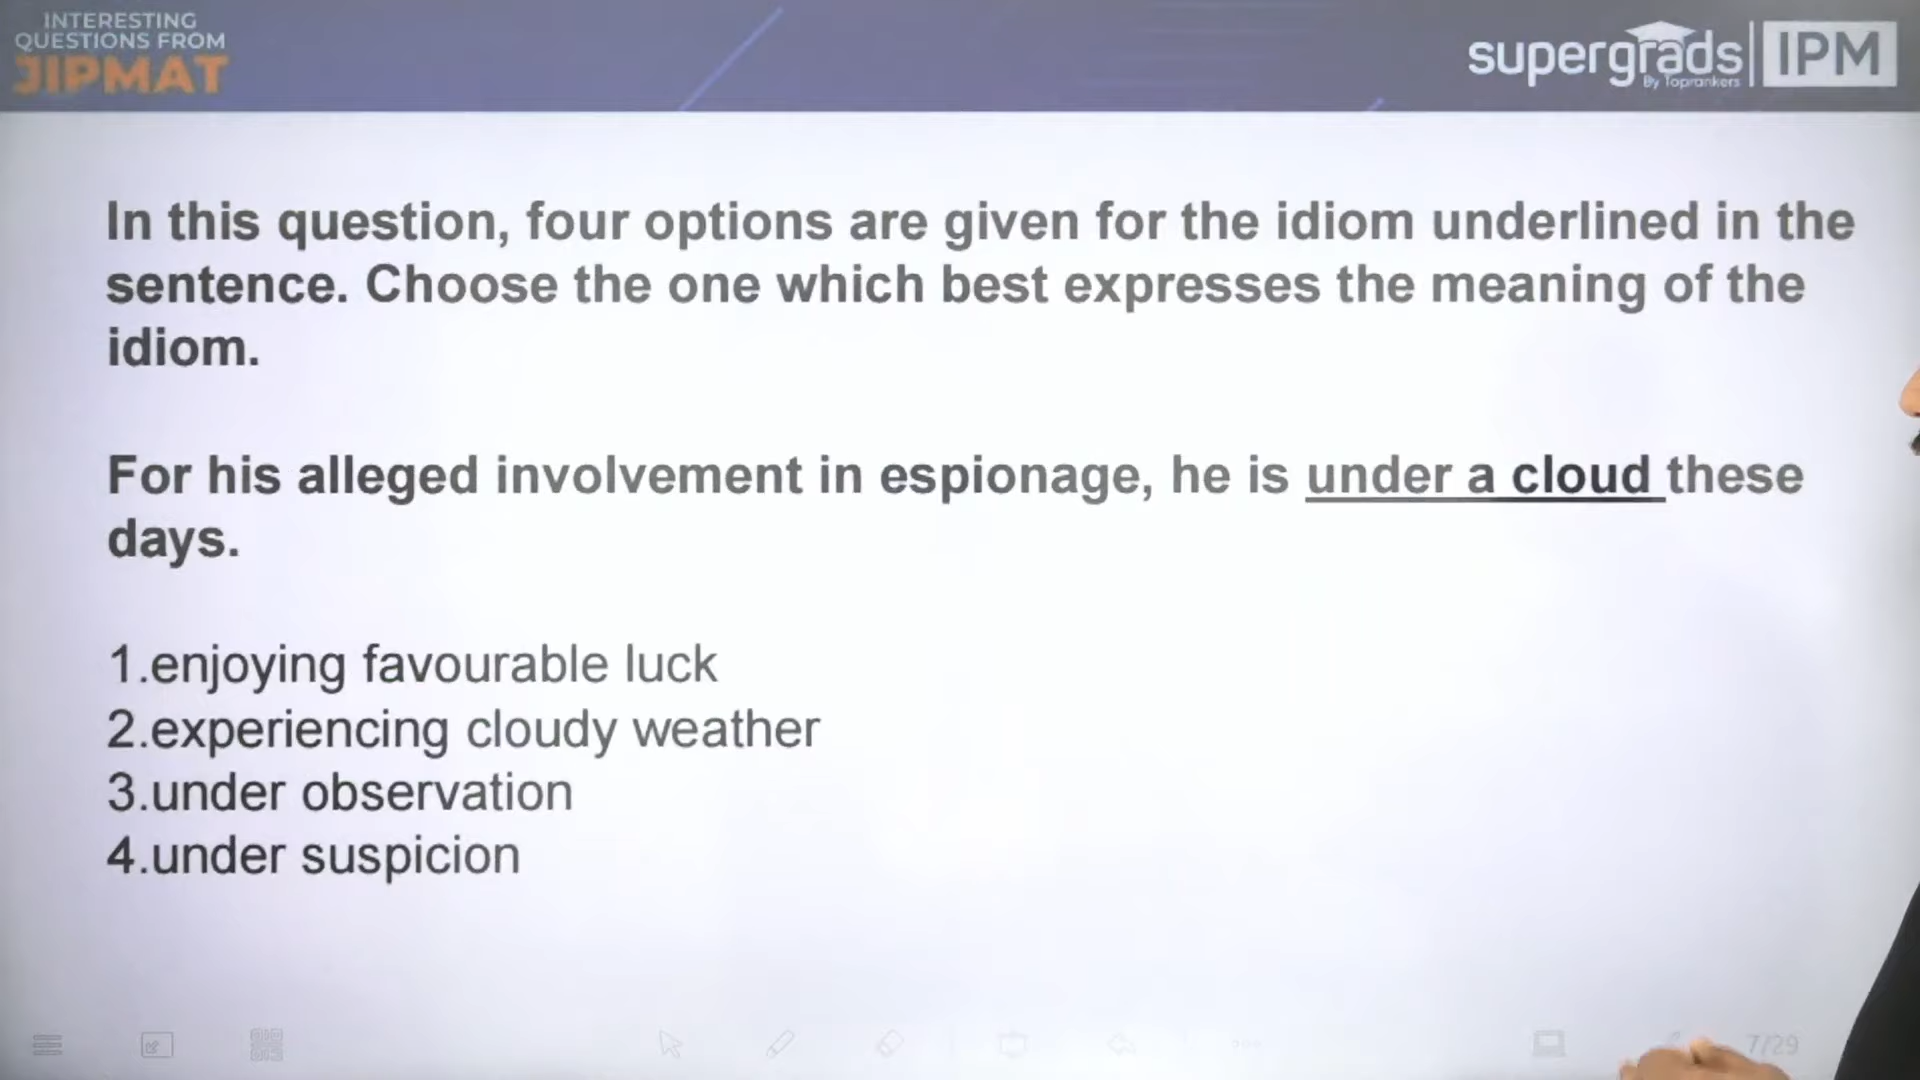 INTERESTING
QUESTIONS FROM
JIPMAT
supergrads
By Toprankers
IPM
In this question, four options are given for the idiom underlined in the
sentence. Choose the one which best expresses the meaning of the
idiom.
For his alleged involvement in espionage, he is under a cloud these
days.
1.enjoying favourable luck
2.experiencing cloudy weather
3.under observation
4.under suspicion
7/29